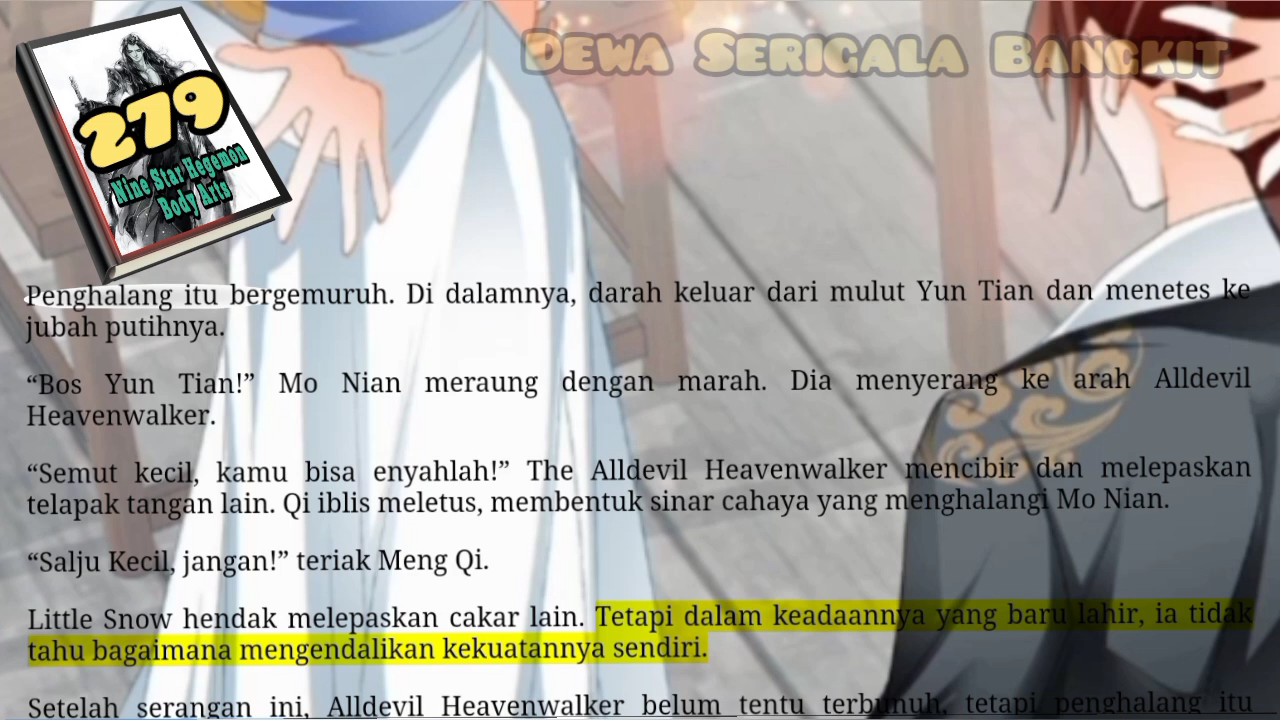 Dewa Serigala Bangkit
279
Nine Star Hegemon
Body Arts
Penghalang itu bergemuruh. Di dalamnya, darah keluar dari mulut Yun Tian dan menetes ke
jubah putihnya.
“Bos Yun Tian!” Mo Nian meraung dengan marah. Dia menyerang ke arah Alldevil
Heavenwalker.
“Semut kecil, kamu bisa enyahlah!” The Alldevil Heavenwalker mencibir dan melepaskan
telapak tangan lain. Qi iblis meletus, membentuk sinar cahaya yang menghalangi Mo Nian.
“Salju Kecil, jangan!” teriak Meng Qi.
Little Snow hendak melepaskan cakar lain. Tetapi dalam keadaannya yang baru lahir, ia tidak
tahu bagaimana mengendalikan kekuatannya sendiri.
Setelah serangan ini, Alldevil Heavenwalker belum tentu terbunuh, tetapi penghalang itu